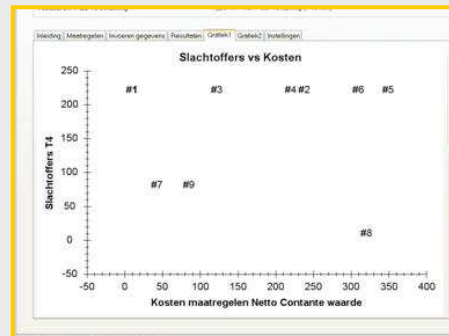 Inleiding Maatregelen Invoeren gegevens Resultaten Grafiek1 Grafiek2 Instellingen
Slachtoffers vs Kosten
250
#1 #3 #4 #2 #6 #5
200
150
100
#7 #9
50
#8
0
-50
-50 0 50 100 150 200 250 300 350 400
Slachtoffers T4
Kosten maatregelen Netto Contante waarde